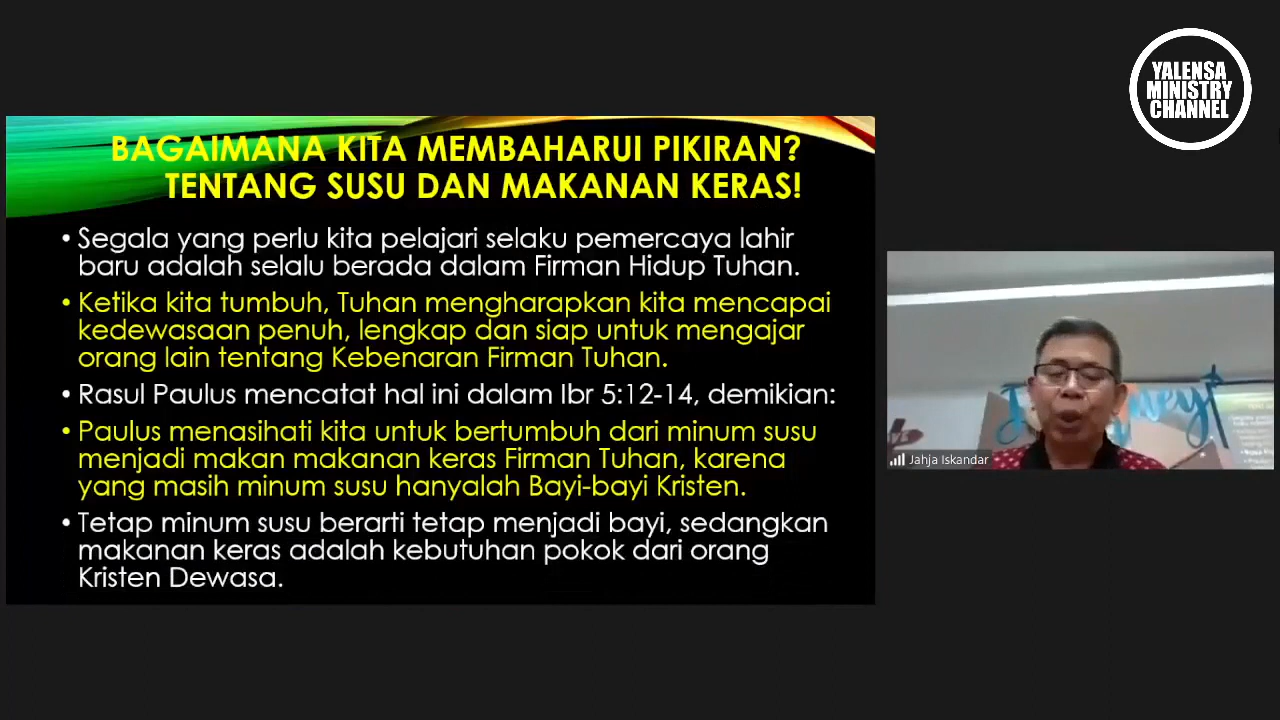 YALENSA
MINISTRY
CHANNEL
BAGAIMANA KITA MEMBAHARUI PIKIRAN?
TENTANG SUSU DAN MAKANAN KERAS!
• Segala yang perlu kita pelajari selaku pemercaya lahir
baru adalah selalu berada dalam Firman Hidup Tuhan.
• Ketika kita tumbuh, Tuhan mengharapkan kita mencapai
kedewasaan penuh, lengkap dan siap untuk mengajar
orang lain tentang Kebenaran Firman Tuhan.
• Rasul Paulus mencatat hal ini dalam Ibr 5:12-14, demikian:
• Paulus menasihati kita untuk bertumbuh dari minum susu
menjadi makan makanan keras Firman Tuhan, karena
yang masih minum susu hanyalah Bayi-bayi Kristen.
• Tetap minum susu berarti tetap menjadi bayi, sedangkan
makanan keras adalah kebutuhan pokok dari orang
Kristen Dewasa.
Jahja Iskandar